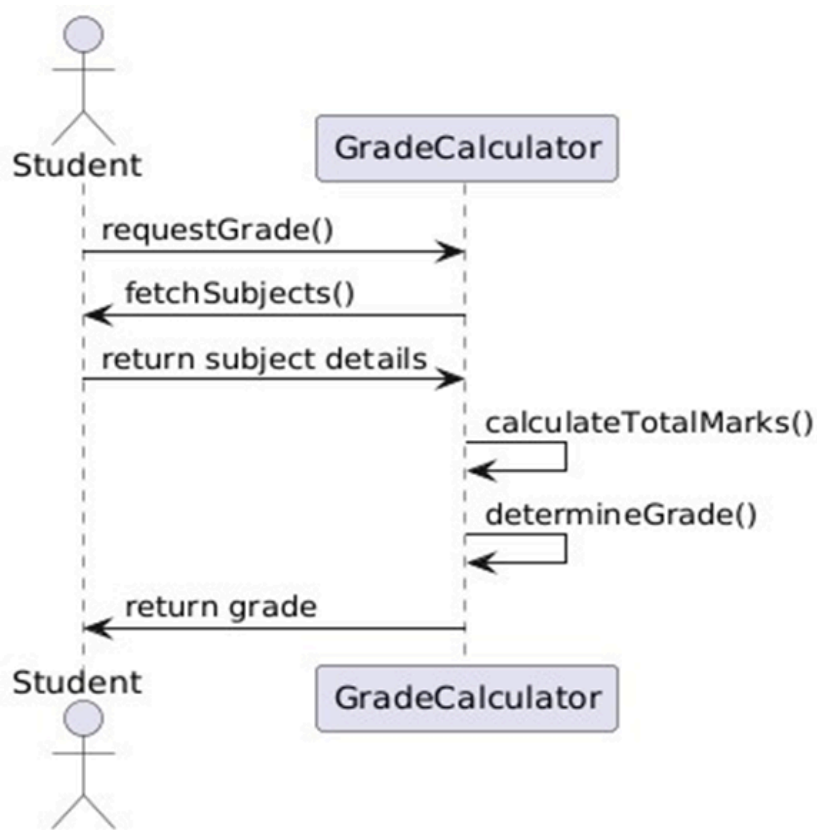 Student
GradeCalculator
requestGrade()
fetchSubjects()
return subject details
calculateTotalMarks()
determineGrade()
return grade
Student
GradeCalculator